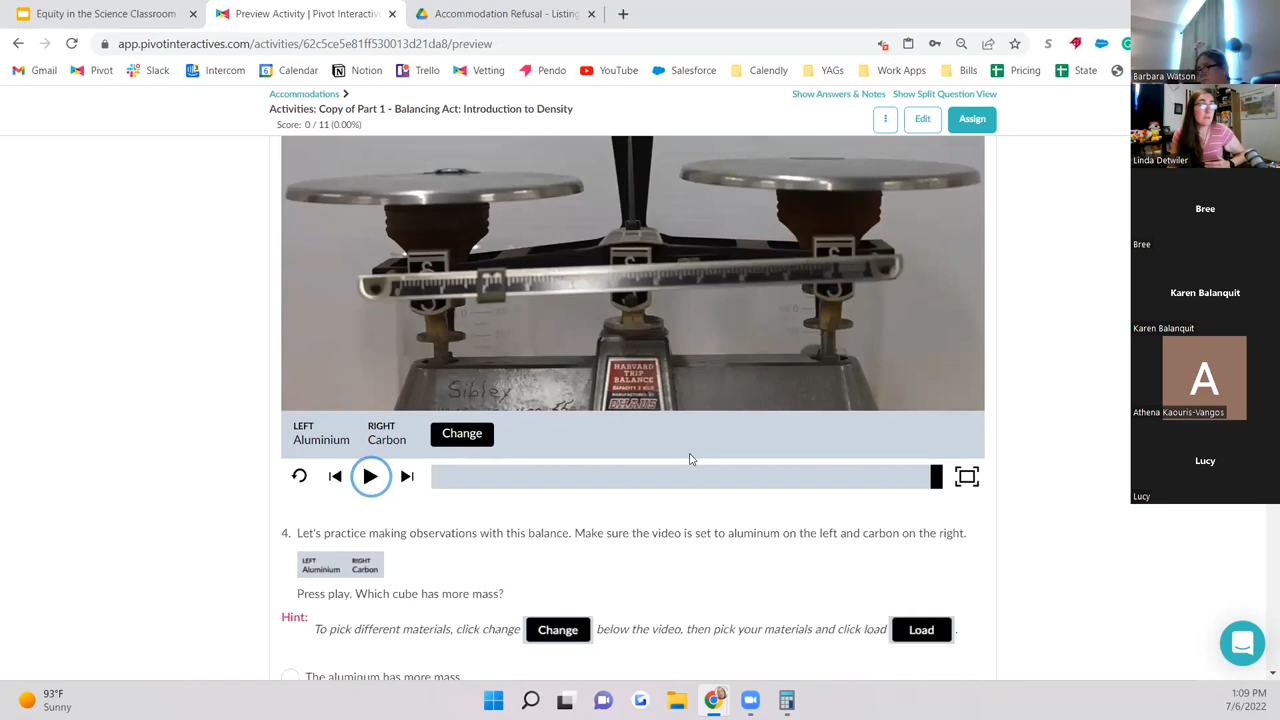 Equity in the Science Classroom
Preview Activity | Pivot Interactiv
Accommodation Refusal - Listing
app.pivotinteractives.com/activities/62c5ce5e81ff530013d21da8/preview
Gmail
Pivot
Slack
Intercom
Calendar
Notion
Trello
Vetting
Pendo
YouTube
Salesforce
Calendly
YAGs
Work Apps
Bills
Pricing
State
Accommodations
Show Answers & Notes
Show Split Question View
Activities: Copy of Part 1 - Balancing Act: Introduction to Density
Score: 0 / 11 (0.00%)
Edit
Assign
HARVARD
TRIP
BALANCE
CAPACITY 2 KILO
MANUFACTURED BY
OHAUS
Sibley
LEFT
Aluminium
RIGHT
Carbon
Change
4. Let's practice making observations with this balance. Make sure the video is set to aluminum on the left and carbon on the right.
LEFT
Aluminium
RIGHT
Carbon
Press play. Which cube has more mass?
Hint:
To pick different materials, click change Change below the video, then pick your materials and click load Load .
The aluminum has more mass
Barbara Watson
Linda Detwiler
Bree
Bree
Karen Balanquit
Karen Balanquit
A
Athena Kaouris-Vangos
Lucy
Lucy
93°F
Sunny
1:09 PM
7/6/2022